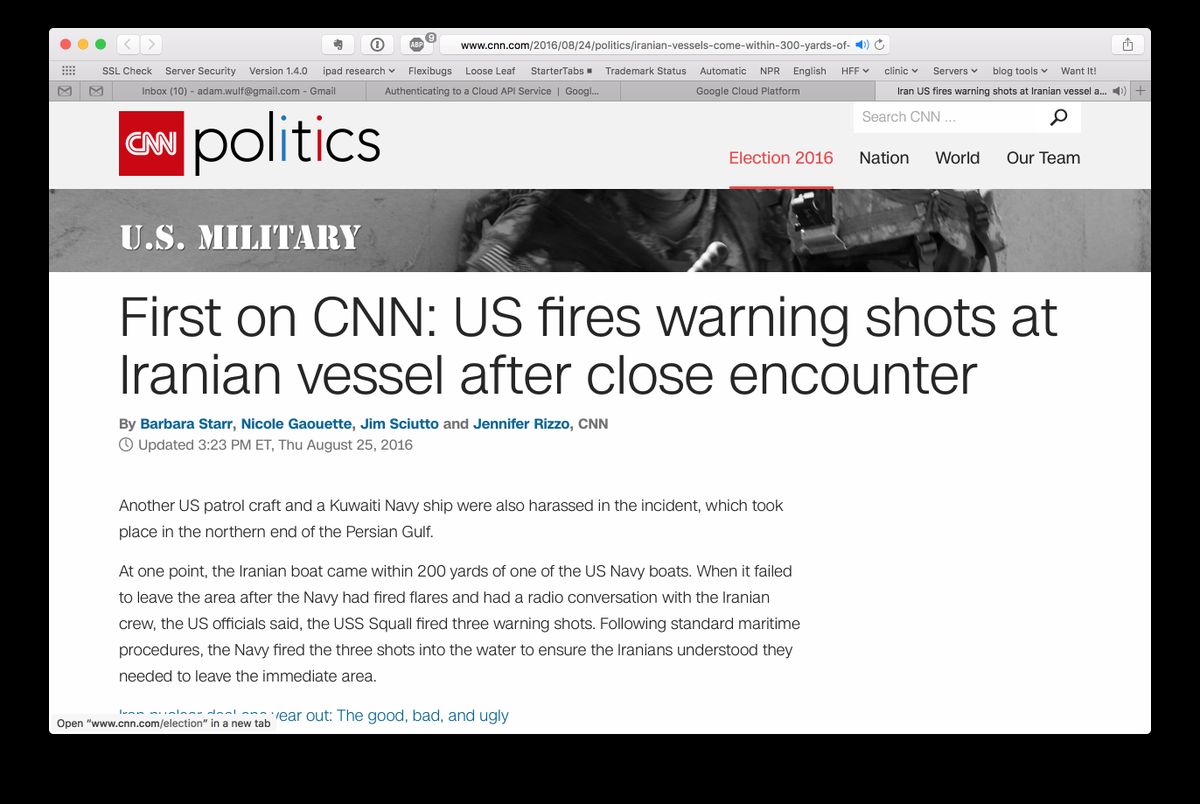 ABP
9
www.cnn.com/2016/08/24/politics/iranian-vessels-come-within-300-yards-of-
SSL Check Server Security Version 1.4.0 ipad research Flexibugs Loose Leaf StarterTabs Trademark Status Automatic NPR English HFF clinic Servers blog tools Want It!
Inbox (10) - adam.wulf@gmail.com - Gmail Authenticating to a Cloud API Service | Googl... Google Cloud Platform Iran US fires warning shots at Iranian vessel a...
CNN politics
Search CNN ...
Election 2016 Nation World Our Team
U.S. MILITARY
First on CNN: US fires warning shots at
Iranian vessel after close encounter
By Barbara Starr, Nicole Gaouette, Jim Sciutto and Jennifer Rizzo, CNN
Updated 3:23 PM ET, Thu August 25, 2016
Another US patrol craft and a Kuwaiti Navy ship were also harassed in the incident, which took
place in the northern end of the Persian Gulf.
At one point, the Iranian boat came within 200 yards of one of the US Navy boats. When it failed
to leave the area after the Navy had fired flares and had a radio conversation with the Iranian
crew, the US officials said, the USS Squall fired three warning shots. Following standard maritime
procedures, the Navy fired the three shots into the water to ensure the Iranians understood they
needed to leave the immediate area.
Iran nuclear deal one year out: The good, bad, and ugly
Open "www.cnn.com/election" in a new tab